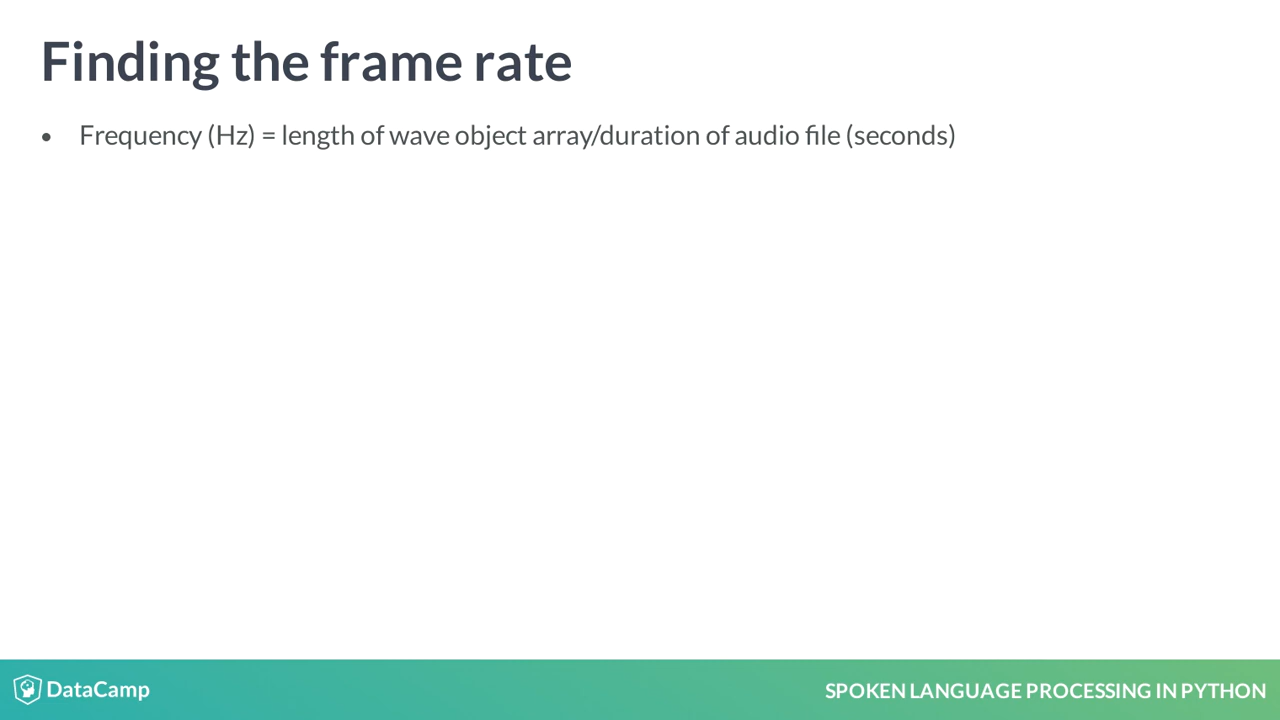 Finding the frame rate
• Frequency (Hz) = length of wave object array/duration of audio file (seconds)
DataCamp
SPOKEN LANGUAGE PROCESSING IN PYTHON